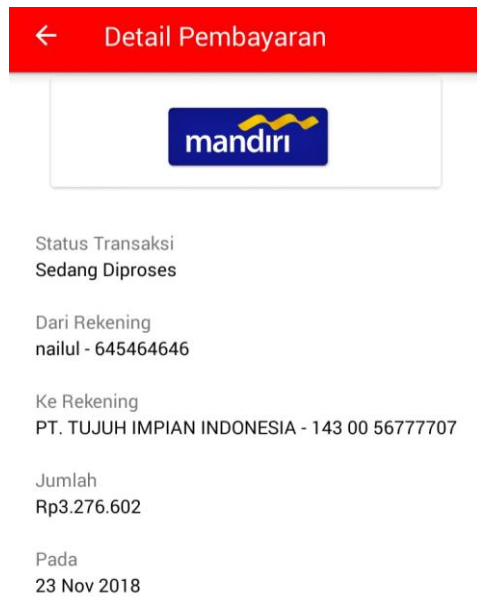 Detail Pembayaran
mandiri
Status Transaksi
Sedang Diproses
Dari Rekening
nailul - 645464646
Ke Rekening
PT. TUJUH IMPIAN INDONESIA - 143 00 56777707
Jumlah
Rp3.276.602
Pada
23 Nov 2018